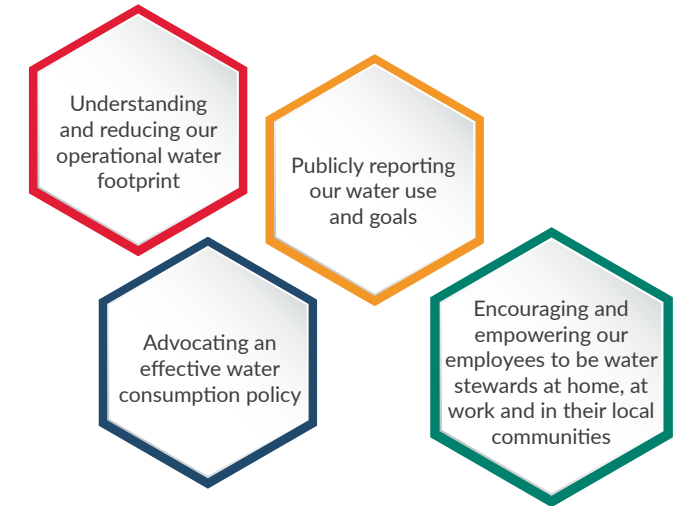 Understanding
and reducing our
operational water
footprint
Publicly reporting
our water use
and goals
Advocating an
effective water
consumption policy
Encouraging and
empowering our
employees to be water
stewards at home, at
work and in their local
communities